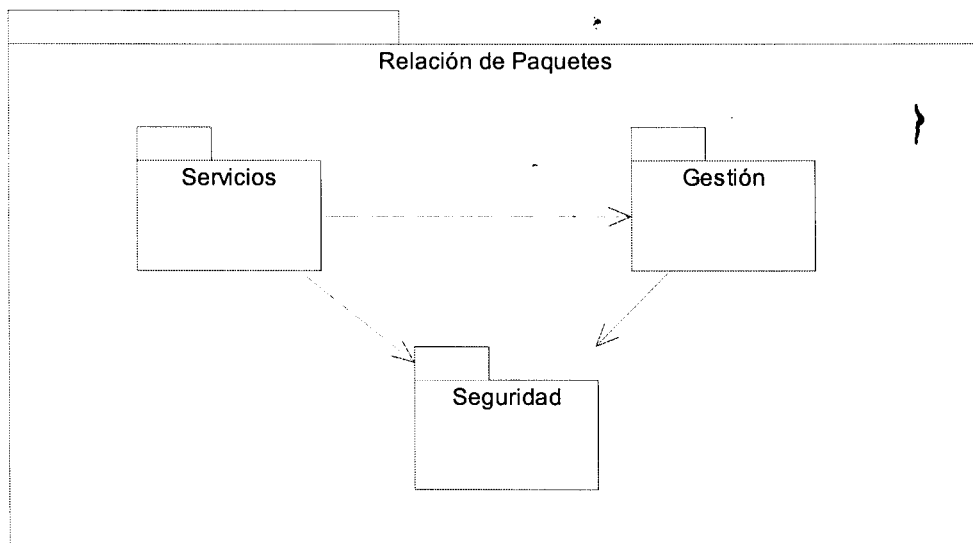 Relación de Paquetes
Servicios
Gestión
Seguridad